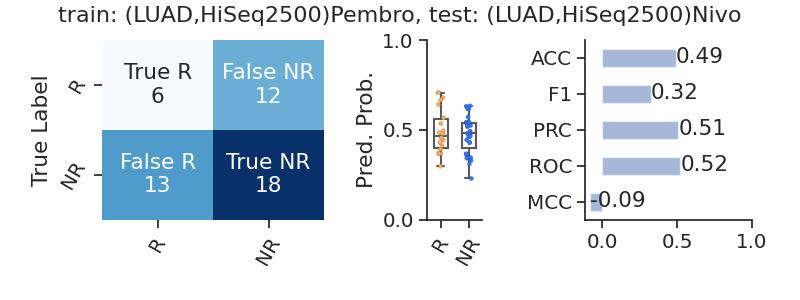 train: (LUAD,HiSeq2500)Pembro, test: (LUAD,HiSeq2500)Nivo
True Label
R
NR
True R
6
False NR
12
False R
13
True NR
18
R
NR
Pred. Prob.
1.0
0.5
0.0
R
NR
ACC
0.49
F1
0.32
PRC
0.51
ROC
0.52
MCC
-0.09
0.0
0.5
1.0